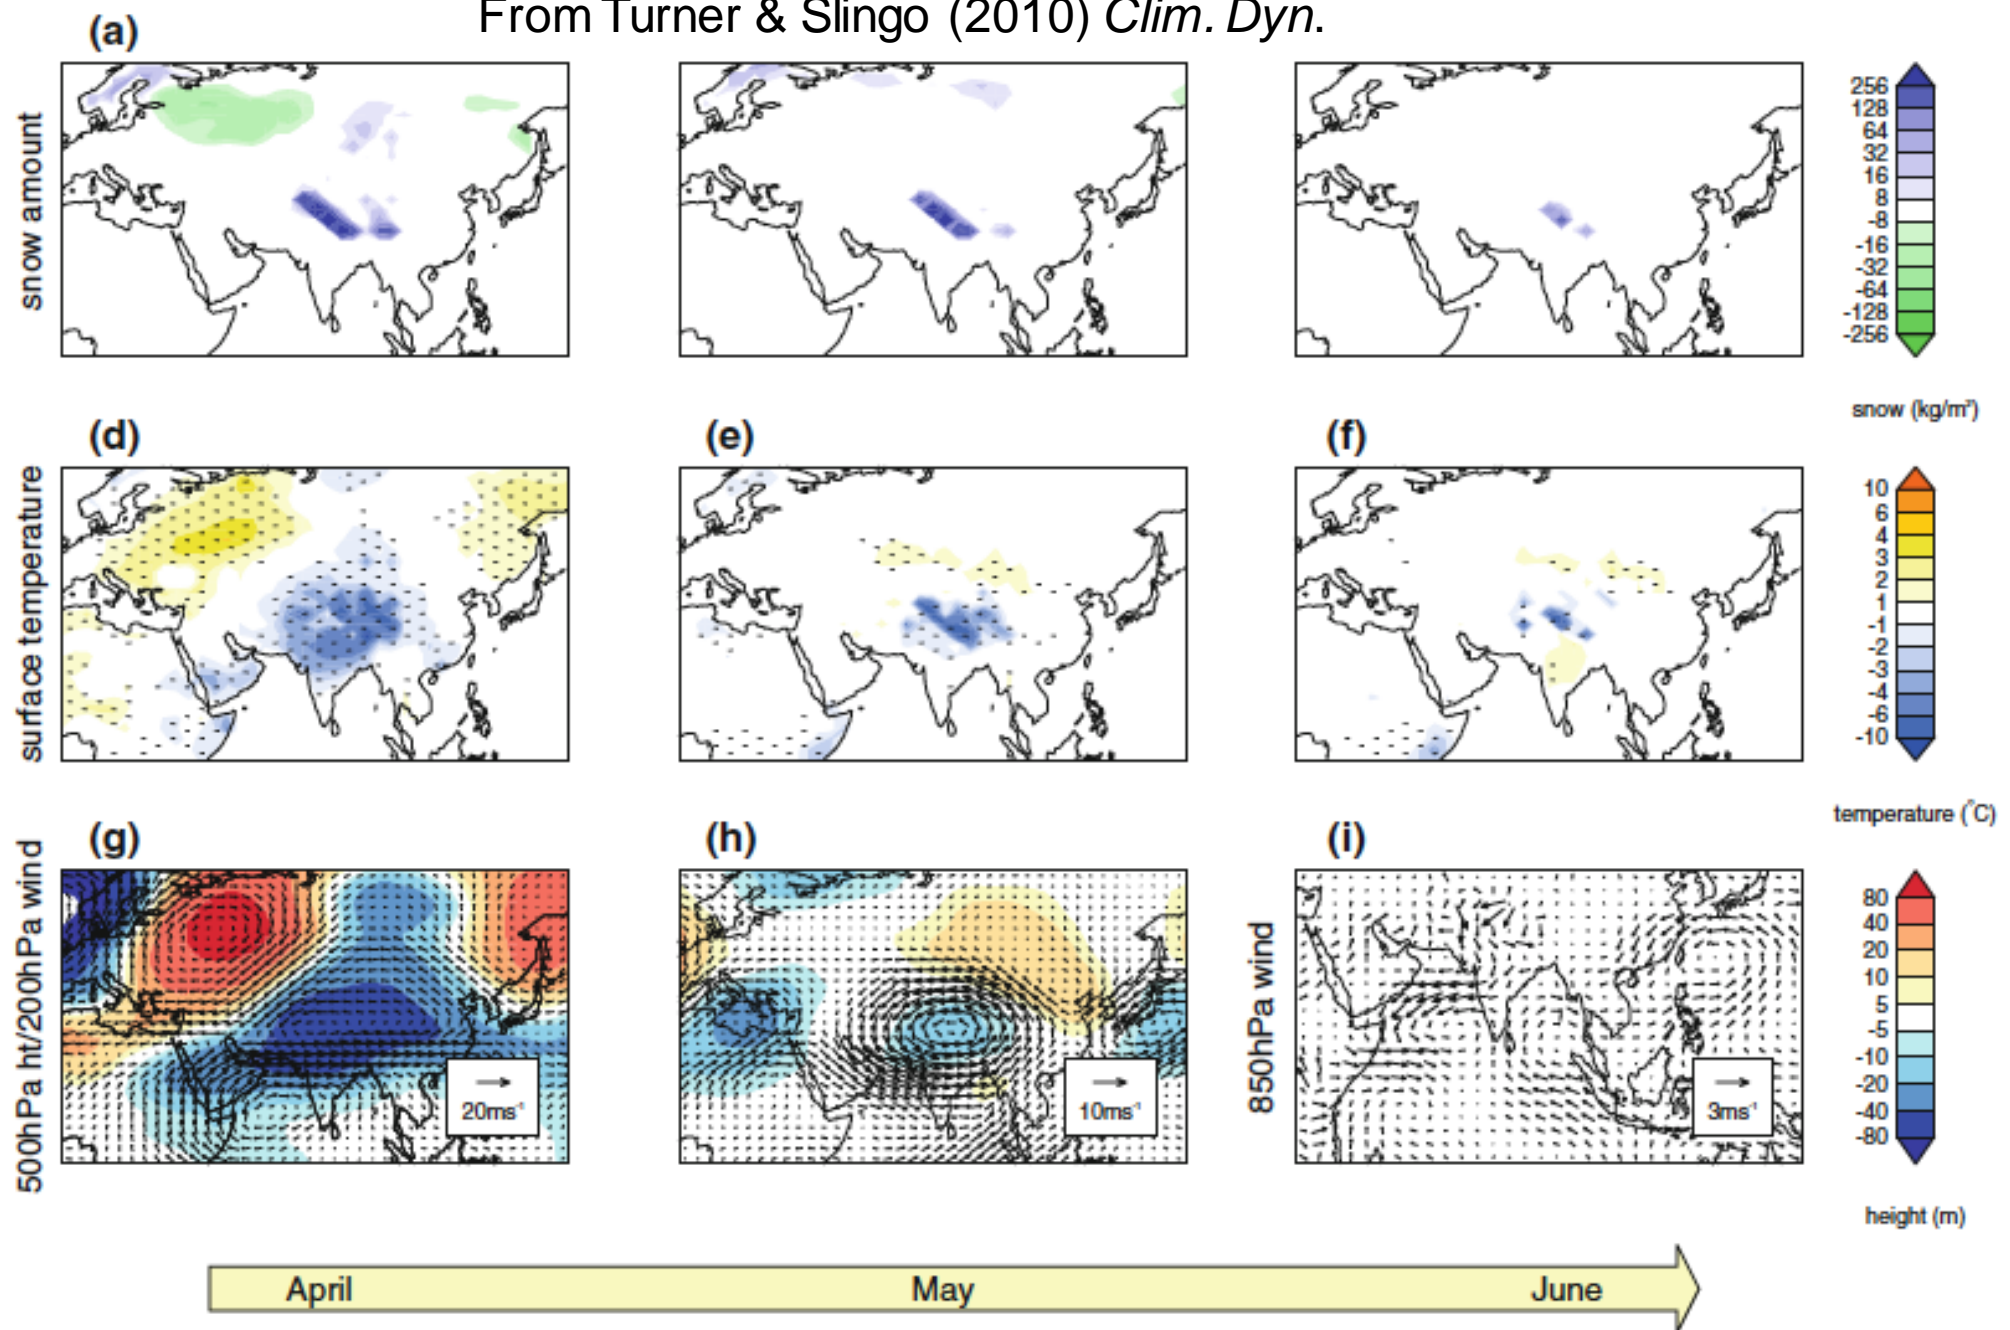 From Turner & Slingo (2010) Clim. Dyn.
(a)
snow amount
256
128
64
32
16
8
-8
-16
-32
-64
-128
-256
snow (kg/m²)
(d)
(e)
(f)
surface temperature
10
6
4
3
2
1
-1
-2
-3
-4
-6
-10
temperature (°C)
(g)
(h)
(i)
500hPa ht/200hPa wind
20ms⁻¹
10ms⁻¹
850hPa wind
3ms⁻¹
80
40
20
10
5
-5
-10
-20
-40
-80
height (m)
April
May
June